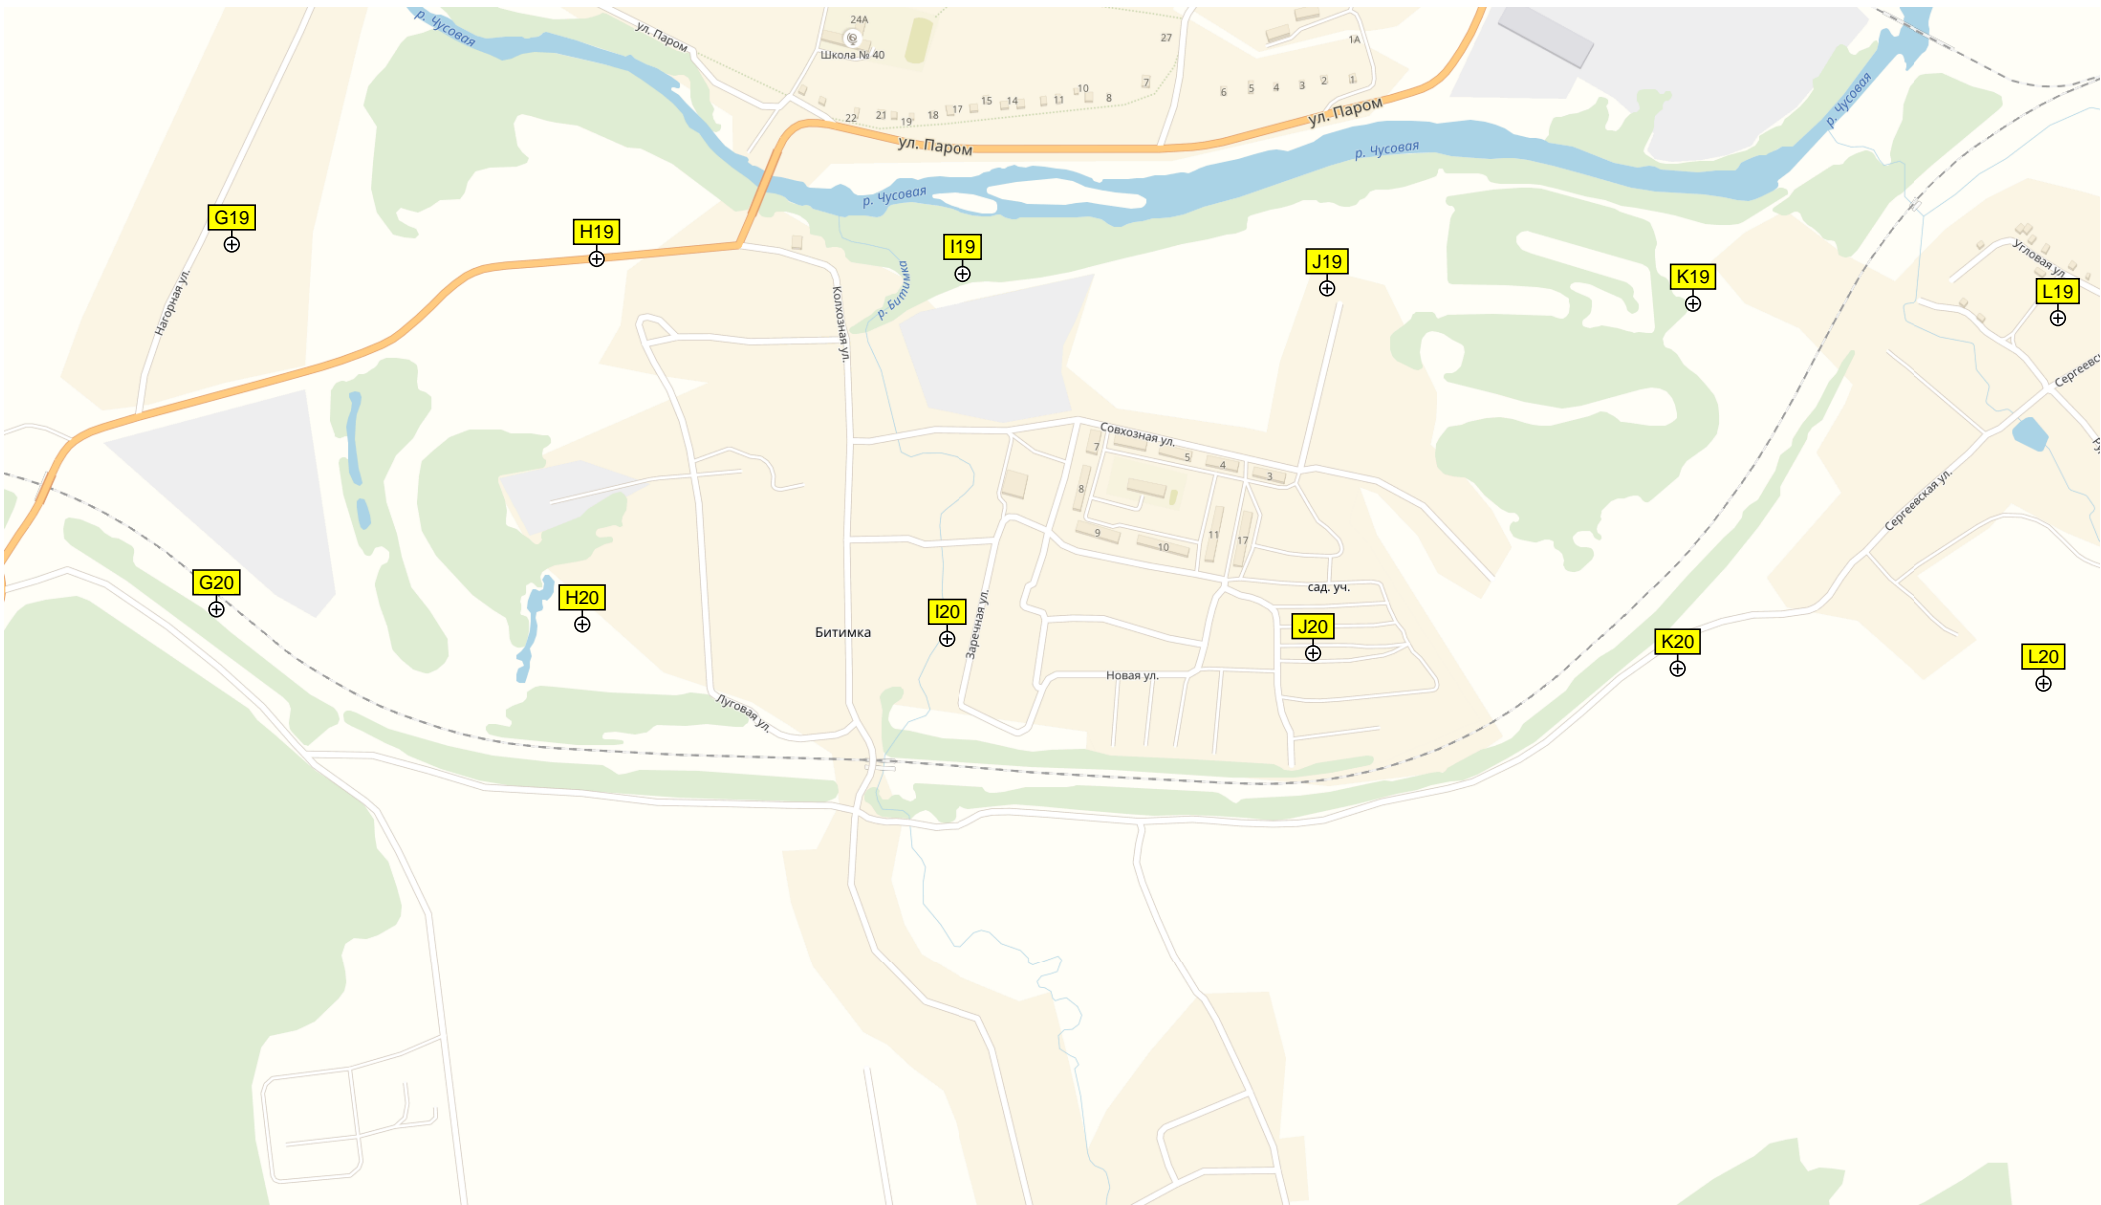 р. Чусовая
ул. Паром
24А
Школа № 40
27
1А
7
6
5
4
3
2
1
10
8
11
14
15
17
18
19
21
22
ул. Паром
ул. Паром
р. Чусовая
р. Чусовая
р. Чусовая
G19
H19
I19
J19
K19
L19
Угловая ул.
Нагорная ул.
Колхозная ул.
р. Битимка
Сергеевс
Совхозная ул.
7
5
4
3
8
9
10
11
17
Сергеевская ул.
G20
H20
I20
J20
K20
L20
сад. уч.
Битимка
Заречная ул.
Новая ул.
Луговая ул.